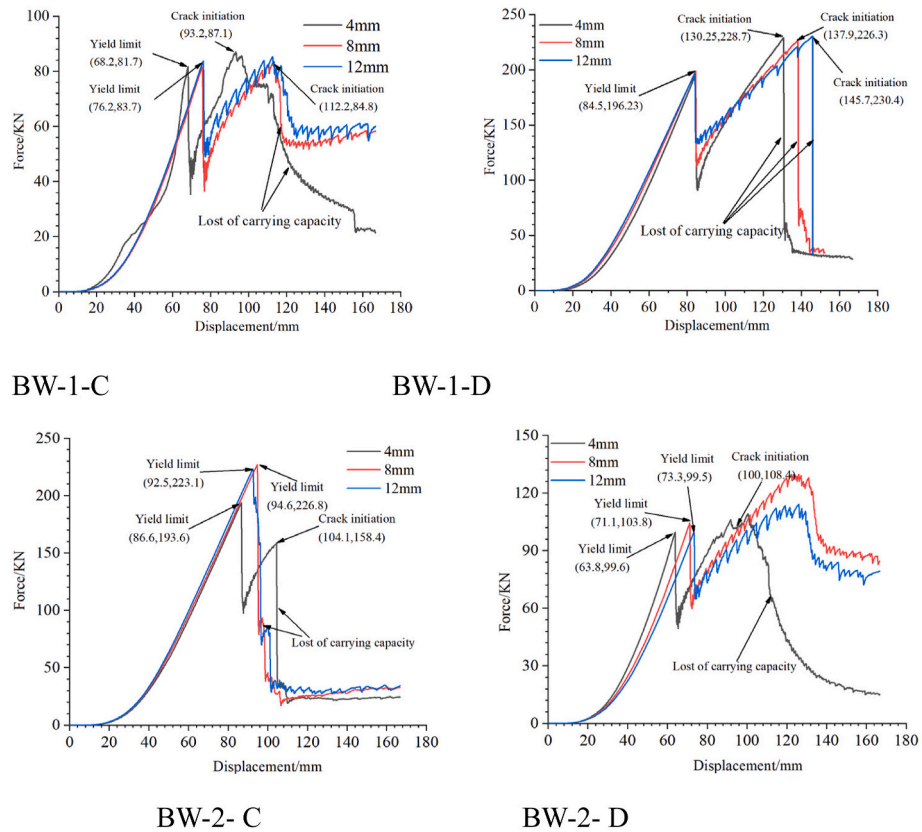 Crack initiation
(93.2,87.1)
4mm
8mm
12mm
Yield limit
(68.2,81.7)
Yield limit
(76.2,83.7)
Crack initiation
(112.2,84.8)
Lost of carrying capacity
Force/KN
100
80
60
40
20
0
0 20 40 60 80 100 120 140 160 180
Displacement/mm
BW-1-C
4mm
8mm
12mm
Crack initiation
(130.25,228.7)
Crack initiation
(137.9,226.3)
Yield limit
(84.5,196.23)
Crack initiation
(145.7,230.4)
Lost of carrying capacity
Force/KN
250
200
150
100
50
0
0 20 40 60 80 100 120 140 160 180
Displacement/mm
BW-1-D
Yield limit
(92.5,223.1)
4mm
8mm
12mm
Yield limit
(94.6,226.8)
Yield limit
(86.6,193.6)
Crack initiation
(104.1,158.4)
Lost of carrying capacity
Force/KN
250
200
150
100
50
0
0 20 40 60 80 100 120 140 160 180
Displacement/mm
BW-2- C
4mm
8mm
12mm
Yield limit
(73.3,99.5)
Crack initiation
(100,108.4)
Yield limit
(71.1,103.8)
Yield limit
(63.8,99.6)
Lost of carrying capacity
Force/KN
150
120
90
60
30
0
0 20 40 60 80 100 120 140 160 180
Displacement/mm
BW-2- D